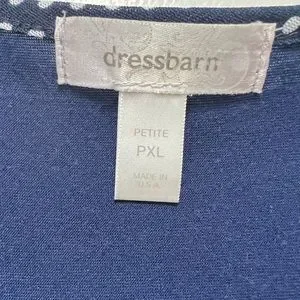 dressbarn
PETITE
PXL
MADE IN
U.S.A.